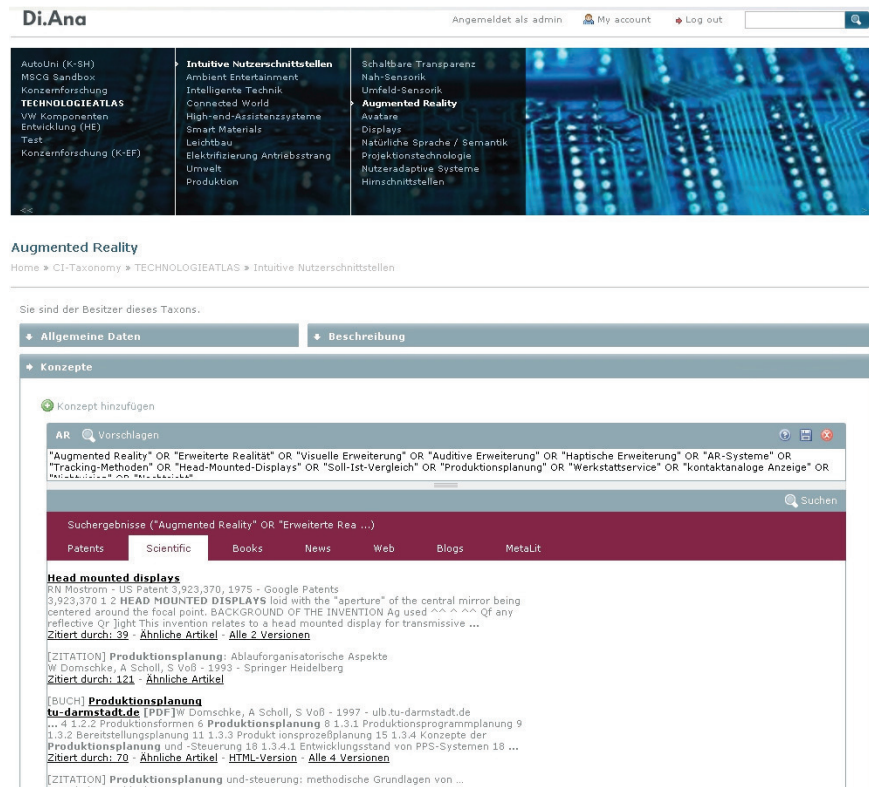 Di.Ana
Angemeldet als admin My account Log out
AutoUni (K-SH)
MSCG Sandbox
Konzernforschung
TECHNOLOGIEATLAS
VW Komponenten
Entwicklung (HE)
Test
Konzernforschung (K-EF)
<<
Intuitive Nutzerschnittstellen
Ambient Entertainment
Intelligente Technik
Connected World
High-end-Assistenzsysteme
Smart Materials
Leichtbau
Elektrifizierung Antriebsstrang
Umwelt
Produktion
Schaltbare Transparenz
Nah-Sensorik
Umfeld-Sensorik
Augmented Reality
Avatare
Displays
Natürliche Sprache / Semantik
Projektionstechnologie
Nutzeradaptive Systeme
Hirnschnittstellen
Augmented Reality
Home » CI-Taxonomy » TECHNOLOGIEATLAS » Intuitive Nutzerschnittstellen
Sie sind der Besitzer dieses Taxons.
Allgemeine Daten
Beschreibung
Konzepte
Konzept hinzufügen
AR Vorschlagen
"Augmented Reality" OR "Erweiterte Realität" OR "Visuelle Erweiterung" OR "Auditive Erweiterung" OR "Haptische Erweiterung" OR "AR-Systeme" OR
"Tracking-Methoden" OR "Head-Mounted-Displays" OR "Soll-Ist-Vergleich" OR "Produktionsplanung" OR "Werkstattservice" OR "kontaktanaloge Anzeige" OR
"Nightvision" OR "Nachtsicht"
Suchen
Suchergebnisse ("Augmented Reality" OR "Erweiterte Rea ...)
Patents Scientific Books News Web Blogs MetaLit
Head mounted displays
RN Mostrom - US Patent 3,923,370, 1975 - Google Patents
3,923,370 1 2 HEAD MOUNTED DISPLAYS loid with the "aperture" of the central mirror being
centered around the focal point. BACKGROUND OF THE INVENTION Ag used ^^ ^ ^^ Qf any
reflective Qr ]ight This invention relates to a head mounted display for transmissive ...
Zitiert durch: 39 - Ähnliche Artikel - Alle 2 Versionen
[ZITATION] Produktionsplanung: Ablauforganisatorische Aspekte
W Domschke, A Scholl, S Voß - 1993 - Springer Heidelberg
Zitiert durch: 121 - Ähnliche Artikel
[BUCH] Produktionsplanung
tu-darmstadt.de [PDF]W Domschke, A Scholl, S Voß - 1997 - ulb.tu-darmstadt.de
... 4 1.2.2 Produktionsformen 6 Produktionsplanung 8 1.3.1 Produktionsprogrammplanung 9
1.3.2 Bereitstellungsplanung 11 1.3.3 Produkt ionsprozeßplanung 15 1.3.4 Konzepte der
Produktionsplanung und -Steuerung 18 1.3.4.1 Entwicklungsstand von PPS-Systemen 18 ...
Zitiert durch: 70 - Ähnliche Artikel - HTML-Version - Alle 4 Versionen
[ZITATION] Produktionsplanung und-steuerung: methodische Grundlagen von ...